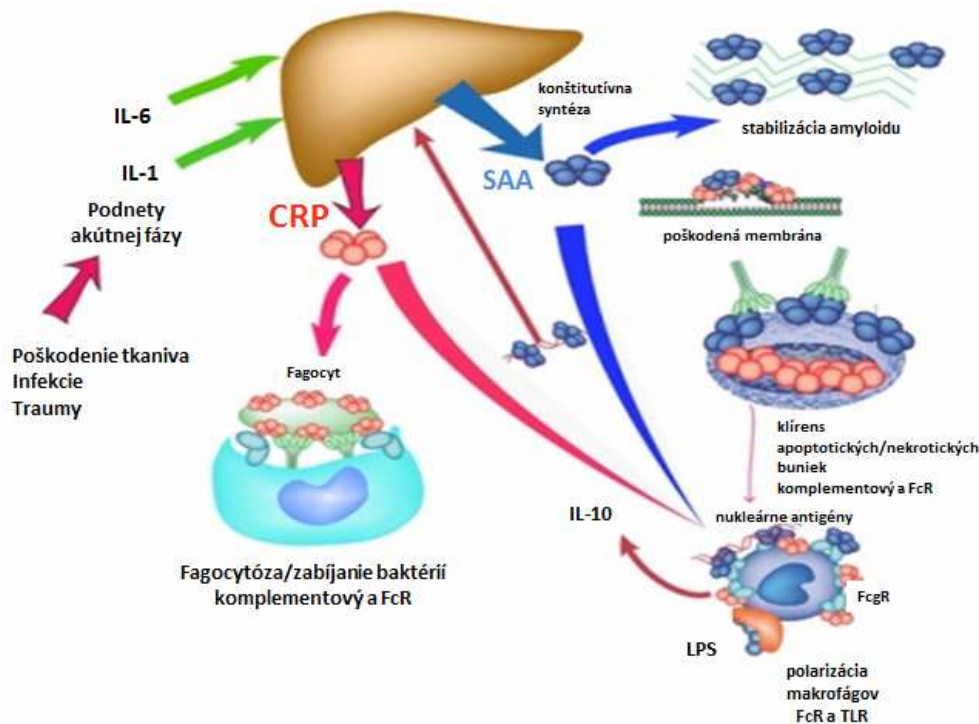 IL-6
IL-1
Podnety
akútnej fázy
Poškodenie tkaniva
Infekcie
Traumy
CRP
Fagocyt
Fagocytóza/zabíjanie baktérií
komplementový a FcR
konštitutívna
syntéza
SAA
stabilizácia amyloidu
poškodená membrána
klírens
apoptotických/nekrotických
buniek
komplementový a FcR
nukleárne antigény
IL-10
FcgR
LPS
polarizácia
makrofágov
FcR a TLR